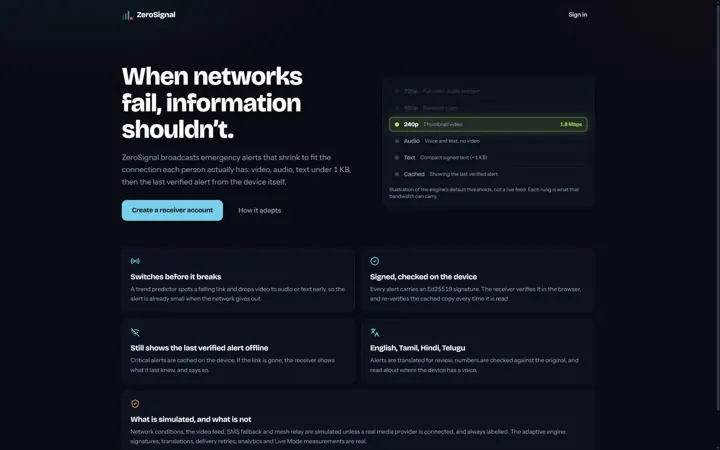 ZeroSignal
Sign in
When networks
fail, information
shouldn't.
ZeroSignal broadcasts emergency alerts that shrink to fit the
connection each person actually has: video, audio, text under 1 KB,
then the last verified alert from the device itself.
Create a receiver account
How it adapts
720p
240p Thumbnail video 1.8 Mbps
Audio Voice and text, no video
Text Compact signed text (<1 KB)
Cached Showing the last verified alert
Illustration of the engine's default thresholds, not a live feed. Each rung is what that
bandwidth can carry.
Switches before it breaks
A trend predictor spots a falling link and drops video to audio or text early, so the
alert is already small when the network gives out.
Signed, checked on the device
Every alert carries an Ed25519 signature. The receiver verifies it in the browser,
and re-verifies the cached copy every time it is read
Still shows the last verified alert offline
Critical alerts are cached on the device. If the link is gone, the receiver shows
what it last knew, and says so.
English, Tamil, Hindi, Telugu
Alerts are translated for review, numbers are checked against the original, and
read aloud where the device has a voice.
What is simulated, and what is not
Network conditions, the video feed, SMS fallback and mesh relay are simulated unless a real media provider is connected, and always labelled. The adaptive engine,
signatures, translations, delivery retries, analytics and Live Mode measurements are real.